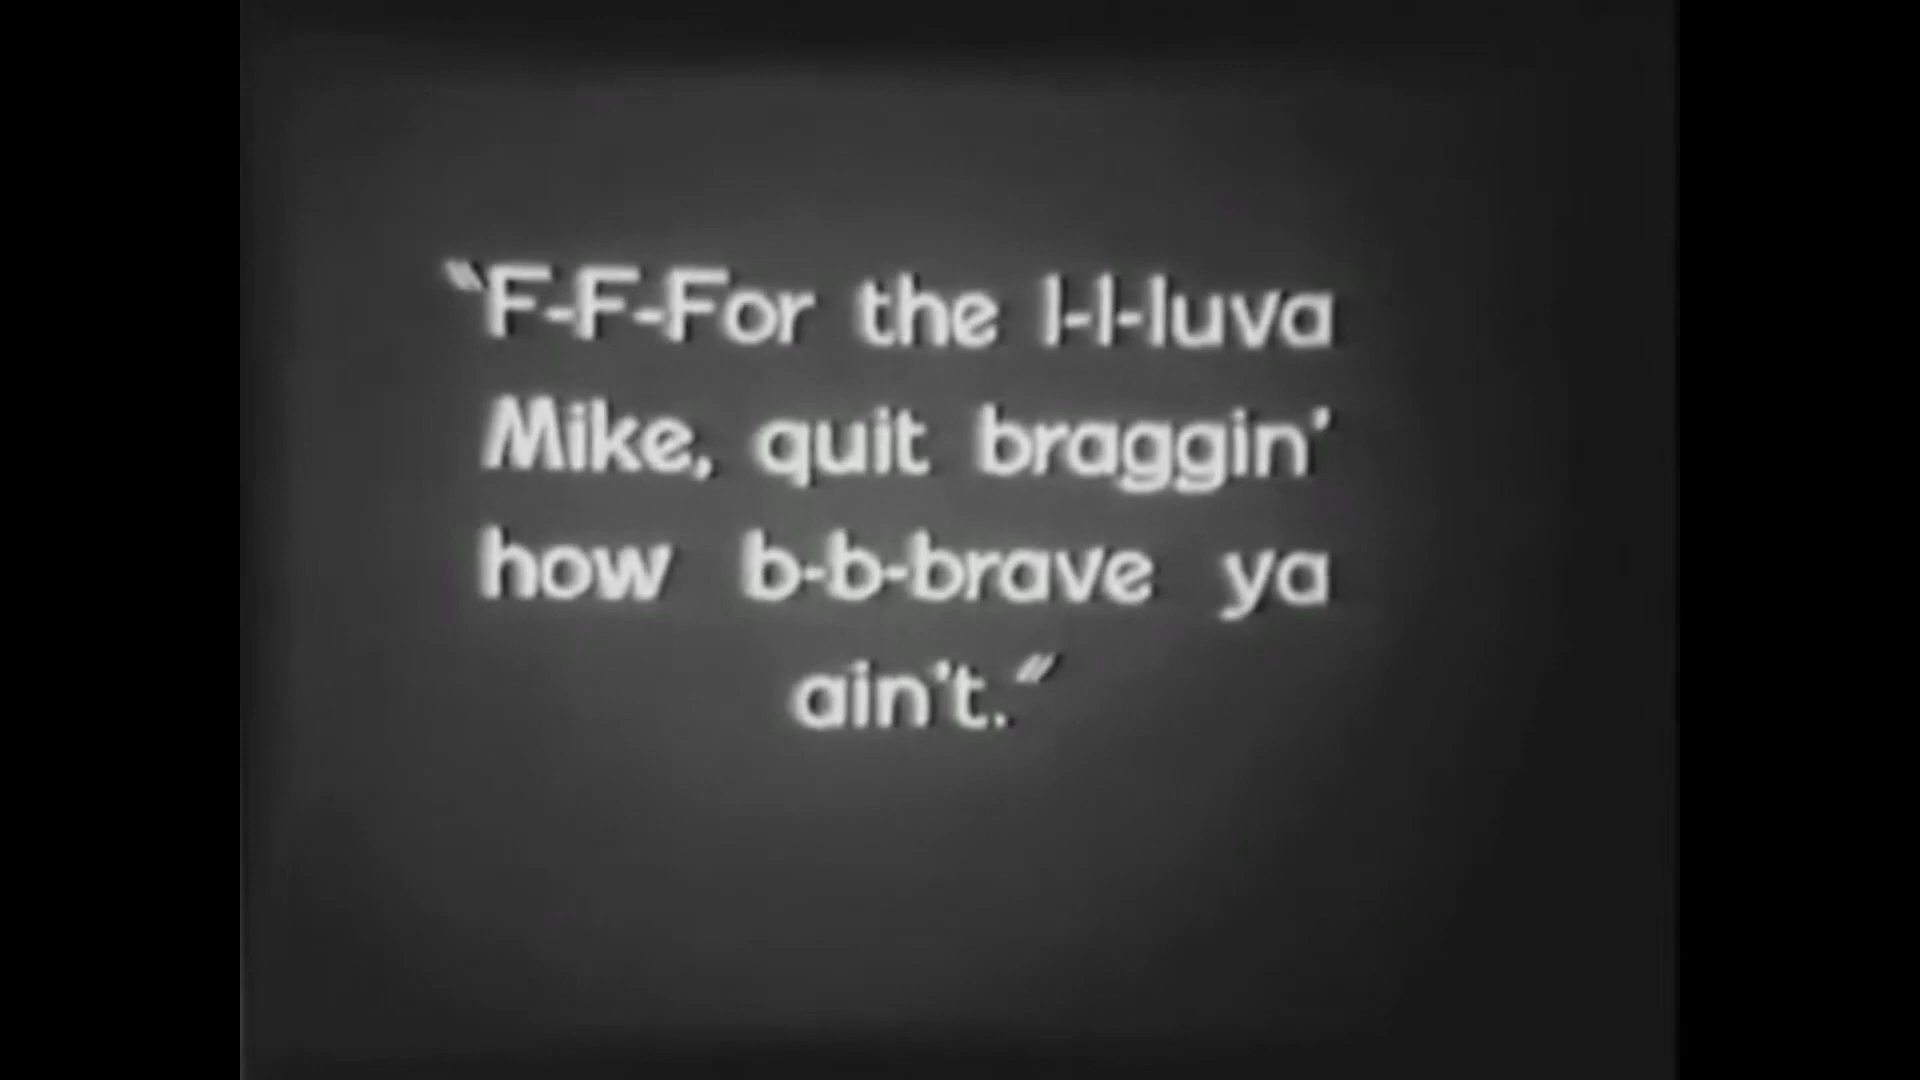 "F-F-For the l-l-luva
Mike, quit braggin'
how b-b-brave ya
ain't."